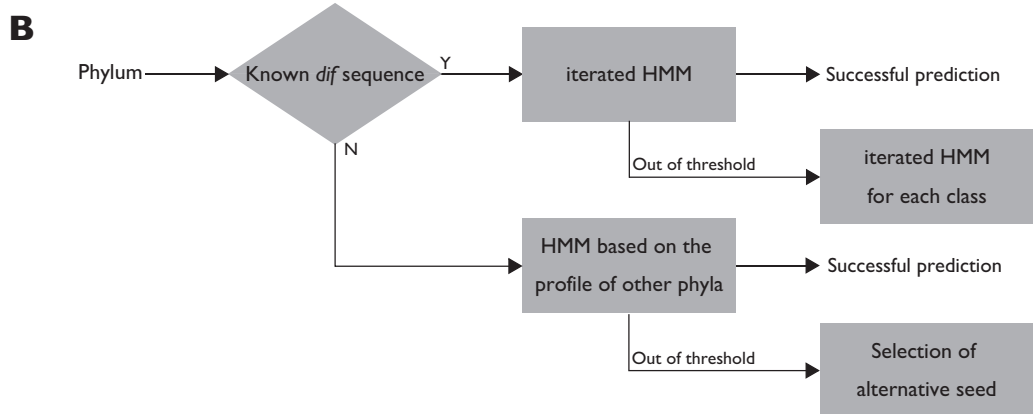 B
Phylum
Known dif sequence
Y
iterated HMM
Successful prediction
N
Out of threshold
iterated HMM
for each class
HMM based on the
profile of other phyla
Successful prediction
Out of threshold
Selection of
alternative seed